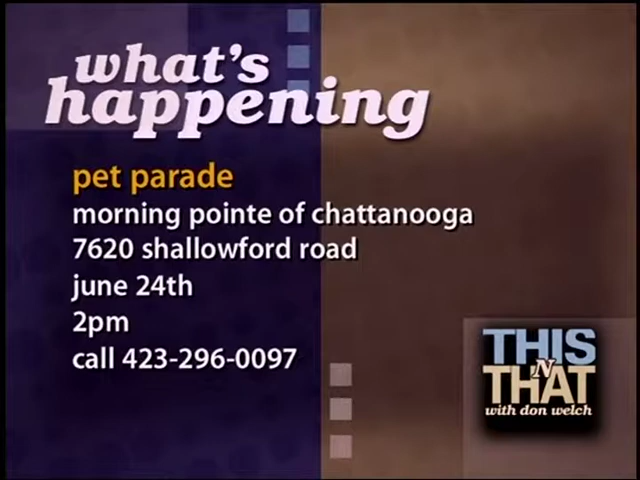 what's
happening
pet parade
morning pointe of chattanooga
7620 shallowford road
june 24th
2pm
call 423-296-0097
THIS
N
THAT
with don welch